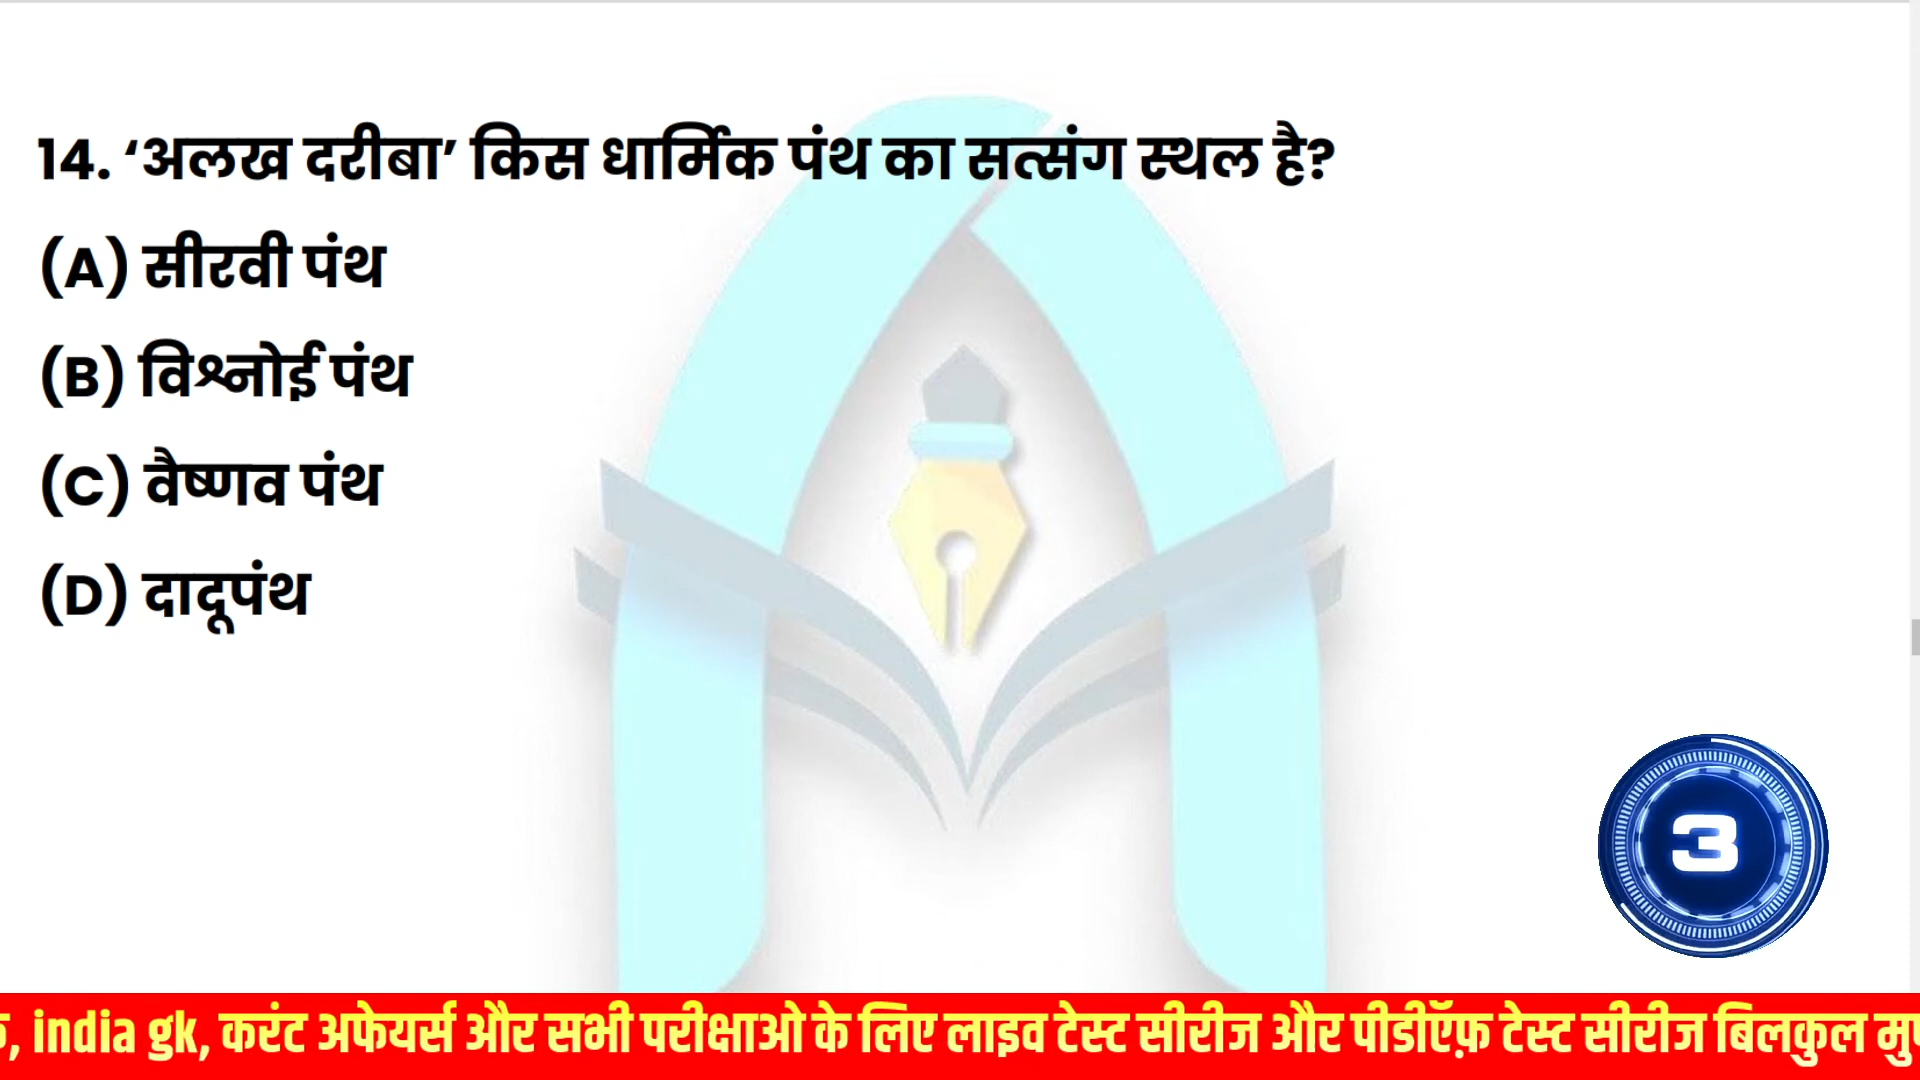 14. ‘अलख दरीबा’ किस धार्मिक पंथ का सत्संग स्थल है?
(A) सीरवी पंथ
(B) विश्नोई पंथ
(C) वैष्णव पंथ
(D) दादूपंथ
3
, india gk, करंट अफेयर्स और सभी परीक्षाओ के लिए लाइव टेस्ट सीरीज और पीडीऍफ़ टेस्ट सीरीज बिलकुल